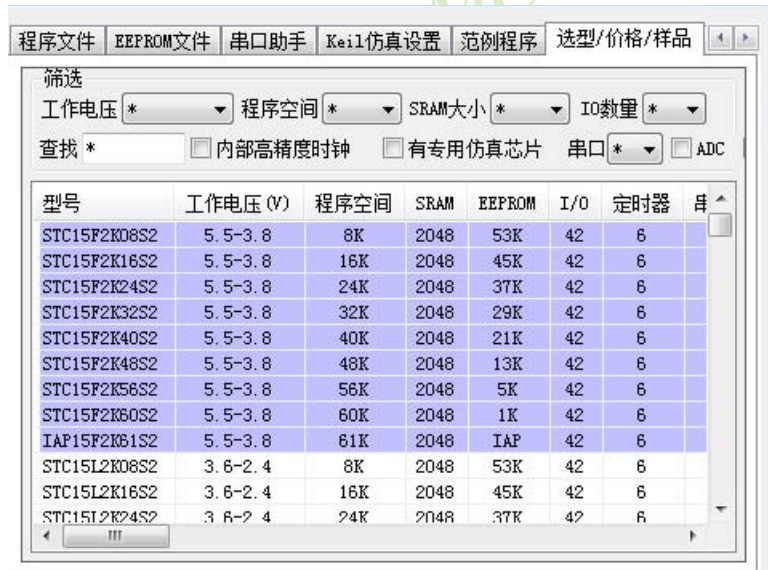 程序文件 EEPROM文件 串口助手 Keil仿真设置 范例程序 选型/价格/样品
筛选
工作电压 * 程序空间 * SRAM大小 * IO数量 *
查找 * 内部高精度时钟 有专用仿真芯片 串口 * ADC
型号 工作电压(V) 程序空间 SRAM EEPROM I/O 定时器 串
STC15F2K08S2 5.5-3.8 8K 2048 53K 42 6
STC15F2K16S2 5.5-3.8 16K 2048 45K 42 6
STC15F2K24S2 5.5-3.8 24K 2048 37K 42 6
STC15F2K32S2 5.5-3.8 32K 2048 29K 42 6
STC15F2K40S2 5.5-3.8 40K 2048 21K 42 6
STC15F2K48S2 5.5-3.8 48K 2048 13K 42 6
STC15F2K56S2 5.5-3.8 56K 2048 5K 42 6
STC15F2K60S2 5.5-3.8 60K 2048 1K 42 6
IAP15F2K61S2 5.5-3.8 61K 2048 IAP 42 6
STC15L2K08S2 3.6-2.4 8K 2048 53K 42 6
STC15L2K16S2 3.6-2.4 16K 2048 45K 42 6
STC15L2K24S2 3.6-2.4 24K 2048 37K 42 6